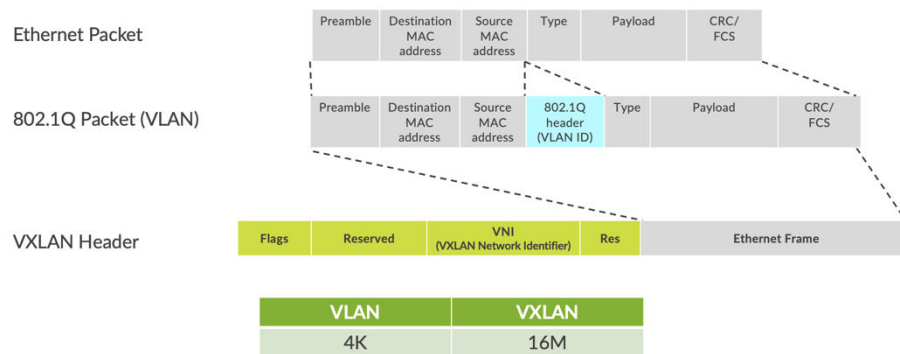 Ethernet Packet
Preamble
Destination
MAC
address
Source
MAC
address
Type
Payload
CRC/
FCS
802.1Q Packet (VLAN)
Preamble
Destination
MAC
address
Source
MAC
address
802.1Q
header
(VLAN ID)
Type
Payload
CRC/
FCS
VXLAN Header
Flags
Reserved
VNI
(VXLAN Network Identifier)
Res
Ethernet Frame
VLAN VXLAN
4K 16M